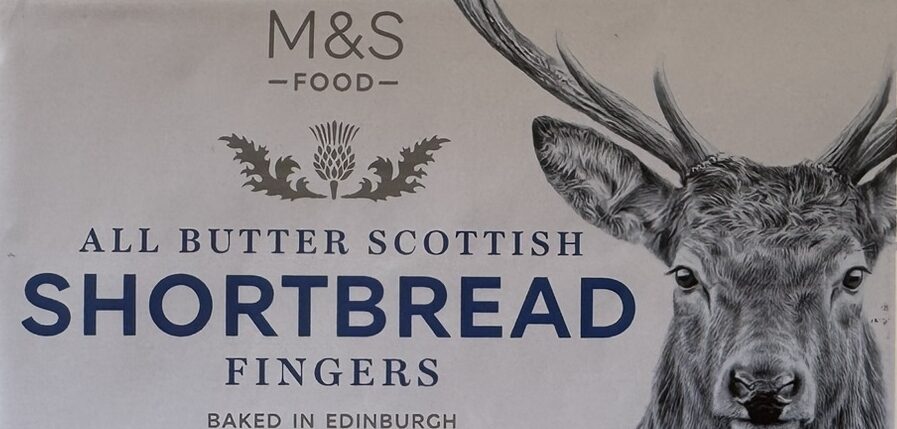 M&S
—FOOD—
ALL BUTTER SCOTTISH
SHORTBREAD
FINGERS
BAKED IN EDINBURGH